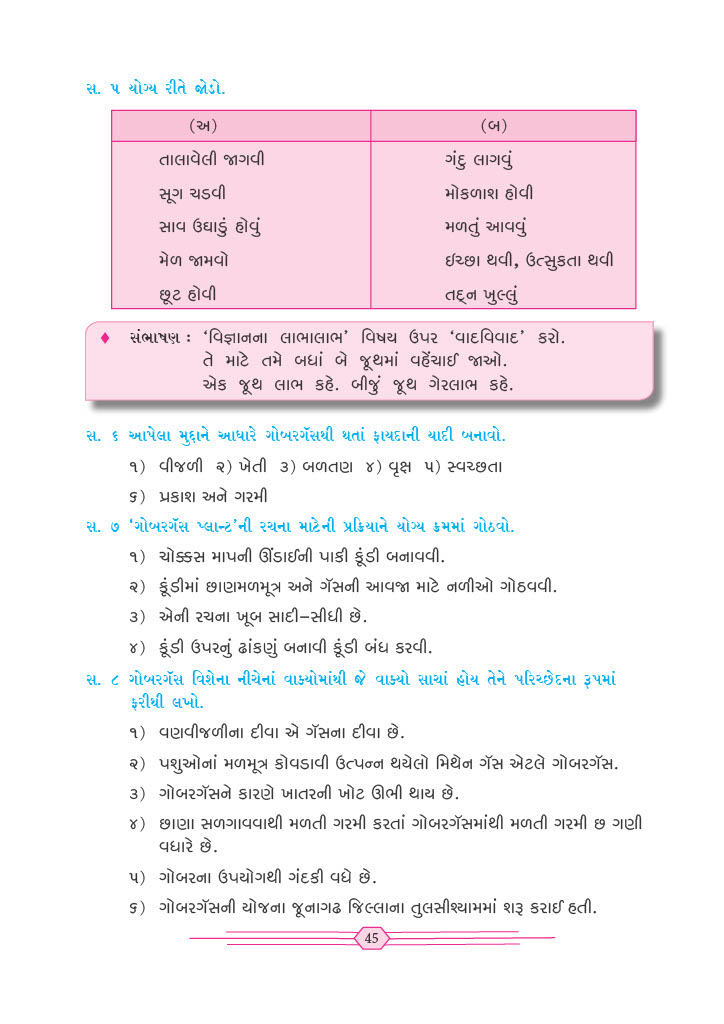 સ. ૫ યોગ્ય રીતે જોડો.
(અ) (બ)
તાલાવેલી જાગવી ગંદુ લાગવું
સૂગ ચડવી મોકળાશ હોવી
સાવ ઉઘાડું હોવું મળતું આવવું
મેળ જામવો ઈચ્છા થવી, ઉત્સુકતા થવી
છૂટ હોવી તદ્દન ખુલ્લું
♦ સંભાષણ : ‘વિજ્ઞાનના લાભાલાભ’ વિષય ઉપર ‘વાદવિવાદ’ કરો.
તે માટે તમે બધાં બે જૂથમાં વહેંચાઈ જાઓ.
એક જૂથ લાભ કહે. બીજું જૂથ ગેરલાભ કહે.
સ. ૬ આપેલા મુદ્દાને આધારે ગોબરગૅસથી થતાં ફાયદાની યાદી બનાવો.
૧) વીજળી ૨) ખેતી ૩) બળતણ ૪) વૃક્ષ ૫) સ્વચ્છતા
૬) પ્રકાશ અને ગરમી
સ. ૭ ‘ગોબરગૅસ પ્લાન્ટ’ની રચના માટેની પ્રક્રિયાને યોગ્ય ક્રમમાં ગોઠવો.
૧) ચોક્કસ માપની ઊંડાઈની પાકી કૂંડી બનાવવી.
૨) કૂંડીમાં છાણમળમૂત્ર અને ગૅસની આવજા માટે નળીઓ ગોઠવવી.
૩) એની રચના ખૂબ સાદી–સીધી છે.
૪) કૂંડી ઉપરનું ઢાંકણું બનાવી કૂંડી બંધ કરવી.
સ. ૮ ગોબરગૅસ વિશેના નીચેનાં વાક્યોમાંથી જે વાક્યો સાચાં હોય તેને પરિચ્છેદના રૂપમાં
ફરીથી લખો.
૧) વણવીજળીના દીવા એ ગૅસના દીવા છે.
૨) પશુઓનાં મળમૂત્ર કોવડાવી ઉત્પન્ન થયેલો મિથેન ગૅસ એટલે ગોબરગૅસ.
૩) ગોબરગૅસને કારણે ખાતરની ખોટ ઊભી થાય છે.
૪) છાણા સળગાવવાથી મળતી ગરમી કરતાં ગોબરગૅસમાંથી મળતી ગરમી છ ગણી
વધારે છે.
૫) ગોબરના ઉપયોગથી ગંદકી વધે છે.
૬) ગોબરગૅસની યોજના જૂનાગઢ જિલ્લાના તુલસીશ્યામમાં શરૂ કરાઈ હતી.
45